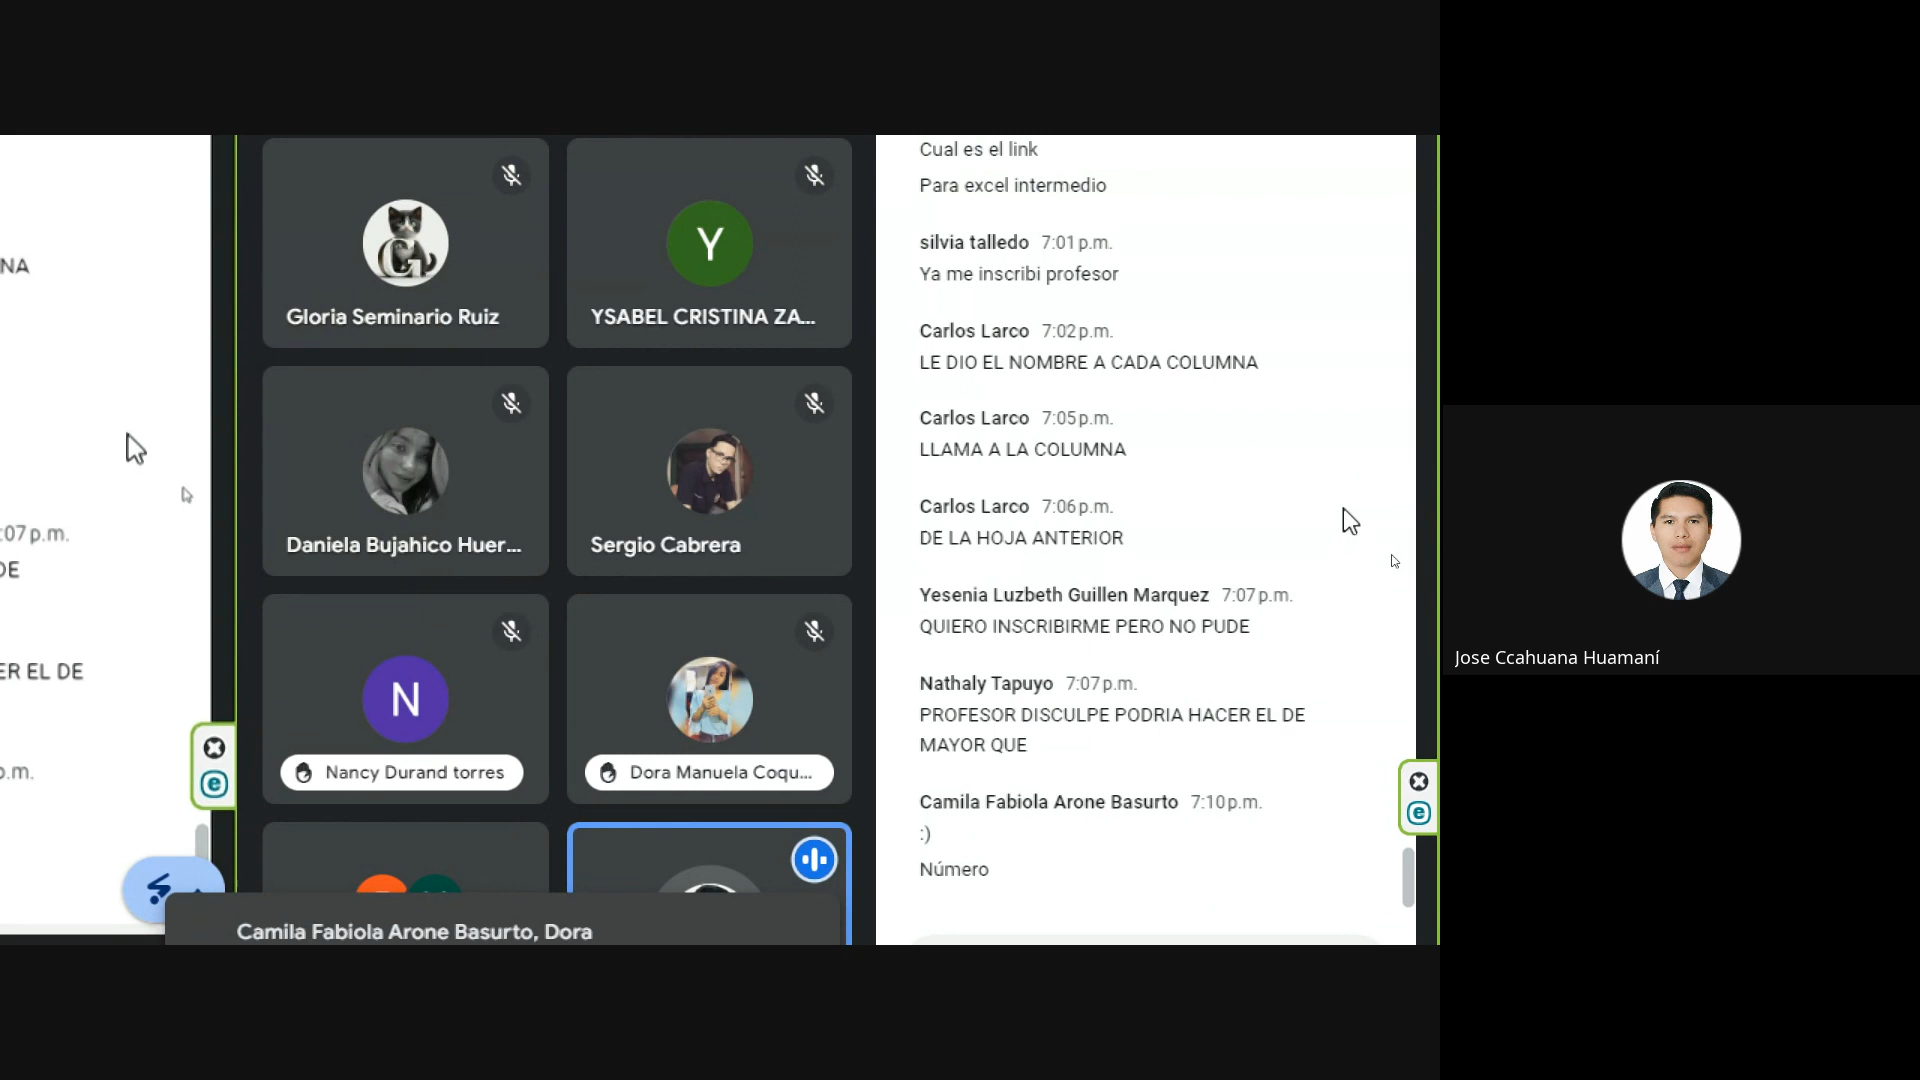 NA
:07 p.m.
DE
ER EL DE
p.m.
G
Gloria Seminario Ruiz
Y
YSABEL CRISTINA ZA...
Daniela Bujahico Huer...
Sergio Cabrera
N
Nancy Durand torres
Dora Manuela Coqu...
Camila Fabiola Arone Basurto, Dora
Cual es el link
Para excel intermedio
silvia talledo 7:01 p.m.
Ya me inscribi profesor
Carlos Larco 7:02 p.m.
LE DIO EL NOMBRE A CADA COLUMNA
Carlos Larco 7:05 p.m.
LLAMA A LA COLUMNA
Carlos Larco 7:06 p.m.
DE LA HOJA ANTERIOR
Yesenia Luzbeth Guillen Marquez 7:07 p.m.
QUIERO INSCRIBIRME PERO NO PUDE
Nathaly Tapuyo 7:07 p.m.
PROFESOR DISCULPE PODRIA HACER EL DE
MAYOR QUE
Camila Fabiola Arone Basurto 7:10 p.m.
:)
Número
Jose Ccahuana Huamaní